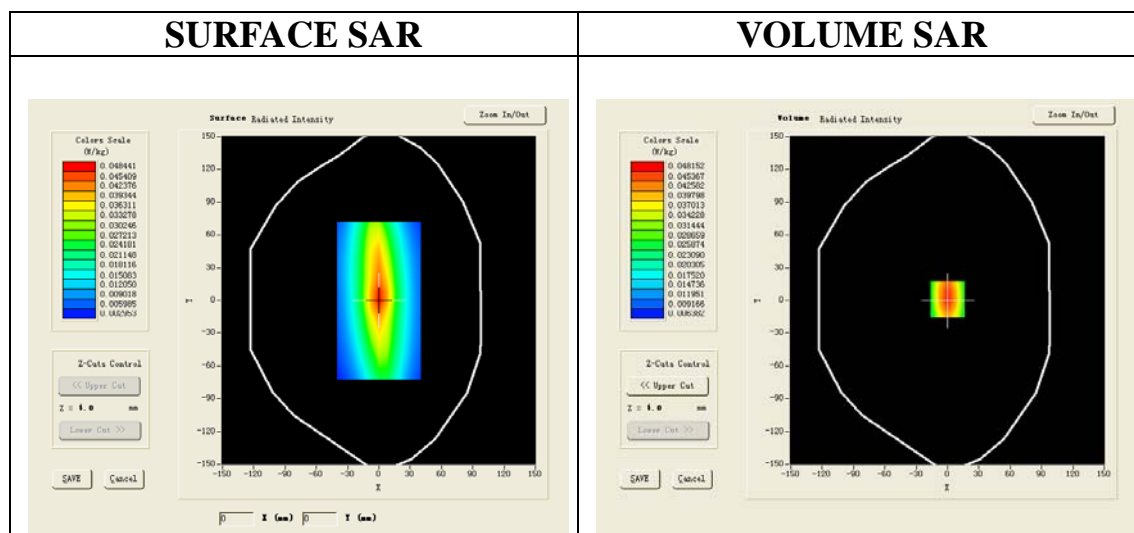 SURFACE SAR
VOLUME SAR
Surface Radiated Intensity
Zoom In/Out
Colors Scale
(W/kg)
0.048441
0.045409
0.042376
0.039344
0.036311
0.033278
0.030246
0.027213
0.024181
0.021148
0.018116
0.015083
0.012050
0.009018
0.005985
0.002953
150
120
90
60
30
0
-30
-60
-90
-120
-150
Y
-150 -120 -90 -60 -30 0 30 60 90 120 150
X
Z-Cuts Control
<< Upper Cut
Z = 4.0 mm
Lower Cut >>
SAVE
Cancel
0 X (mm) 0 Y (mm)
Volume Radiated Intensity
Zoom In/Out
Colors Scale
(W/kg)
0.048152
0.045367
0.042582
0.039798
0.037013
0.034228
0.031444
0.028659
0.025874
0.023090
0.020305
0.017520
0.014736
0.011951
0.009166
0.006382
150
120
90
60
30
0
-30
-60
-90
-120
-150
Y
-150 -120 -90 -60 -30 0 30 60 90 120 150
X
Z-Cuts Control
<< Upper Cut
Z = 4.0 mm
Lower Cut >>
SAVE
Cancel